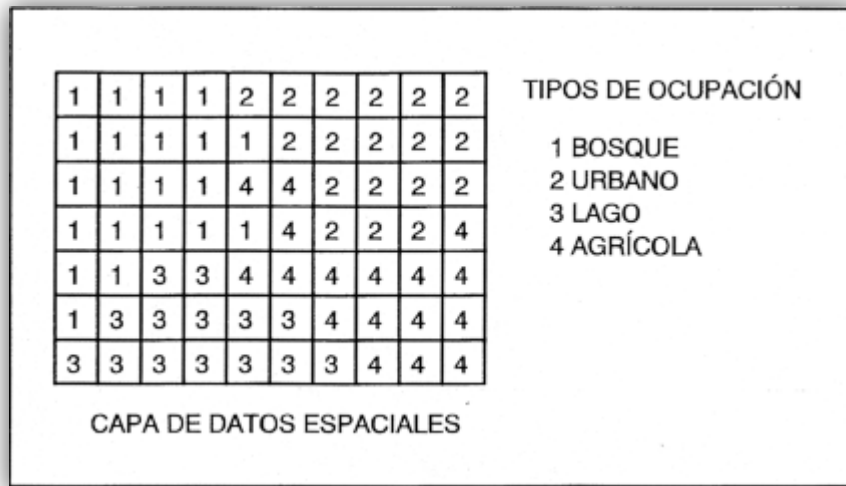 1 1 1 1 2 2 2 2 2 2
1 1 1 1 1 2 2 2 2 2
1 1 1 1 4 4 2 2 2 2
1 1 1 1 1 4 2 2 2 4
1 1 3 3 4 4 4 4 4 4
1 3 3 3 3 3 4 4 4 4
3 3 3 3 3 3 3 4 4 4
CAPA DE DATOS ESPACIALES
TIPOS DE OCUPACIÓN
1 BOSQUE
2 URBANO
3 LAGO
4 AGRÍCOLA